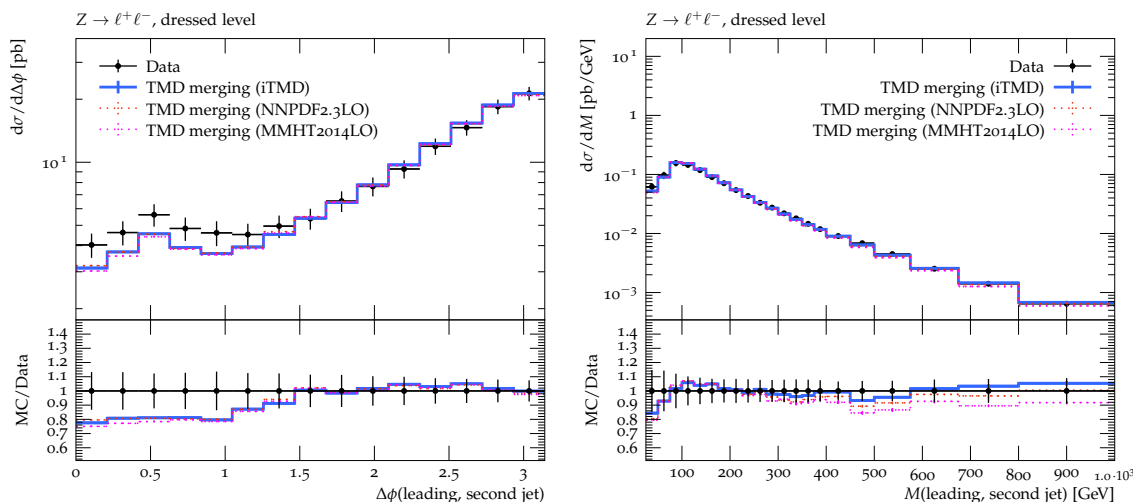 Z → ℓ⁺ℓ⁻, dressed level
dσ/dΔϕ [pb]
Data
TMD merging (iTMD)
TMD merging (NNPDF2.3LO)
TMD merging (MMHT2014LO)
10¹
MC/Data
1.4
1.3
1.2
1.1
1.0
0.9
0.8
0.7
0.6
0 0.5 1 1.5 2 2.5 3
Δϕ(leading, second jet)
Z → ℓ⁺ℓ⁻, dressed level
dσ/dM [pb/GeV]
Data
TMD merging (iTMD)
TMD merging (NNPDF2.3LO)
TMD merging (MMHT2014LO)
10¹
1
10⁻¹
10⁻²
10⁻³
MC/Data
1.4
1.3
1.2
1.1
1.0
0.9
0.8
0.7
0.6
100 200 300 400 500 600 700 800 900 1.0·10³
M(leading, second jet) [GeV]